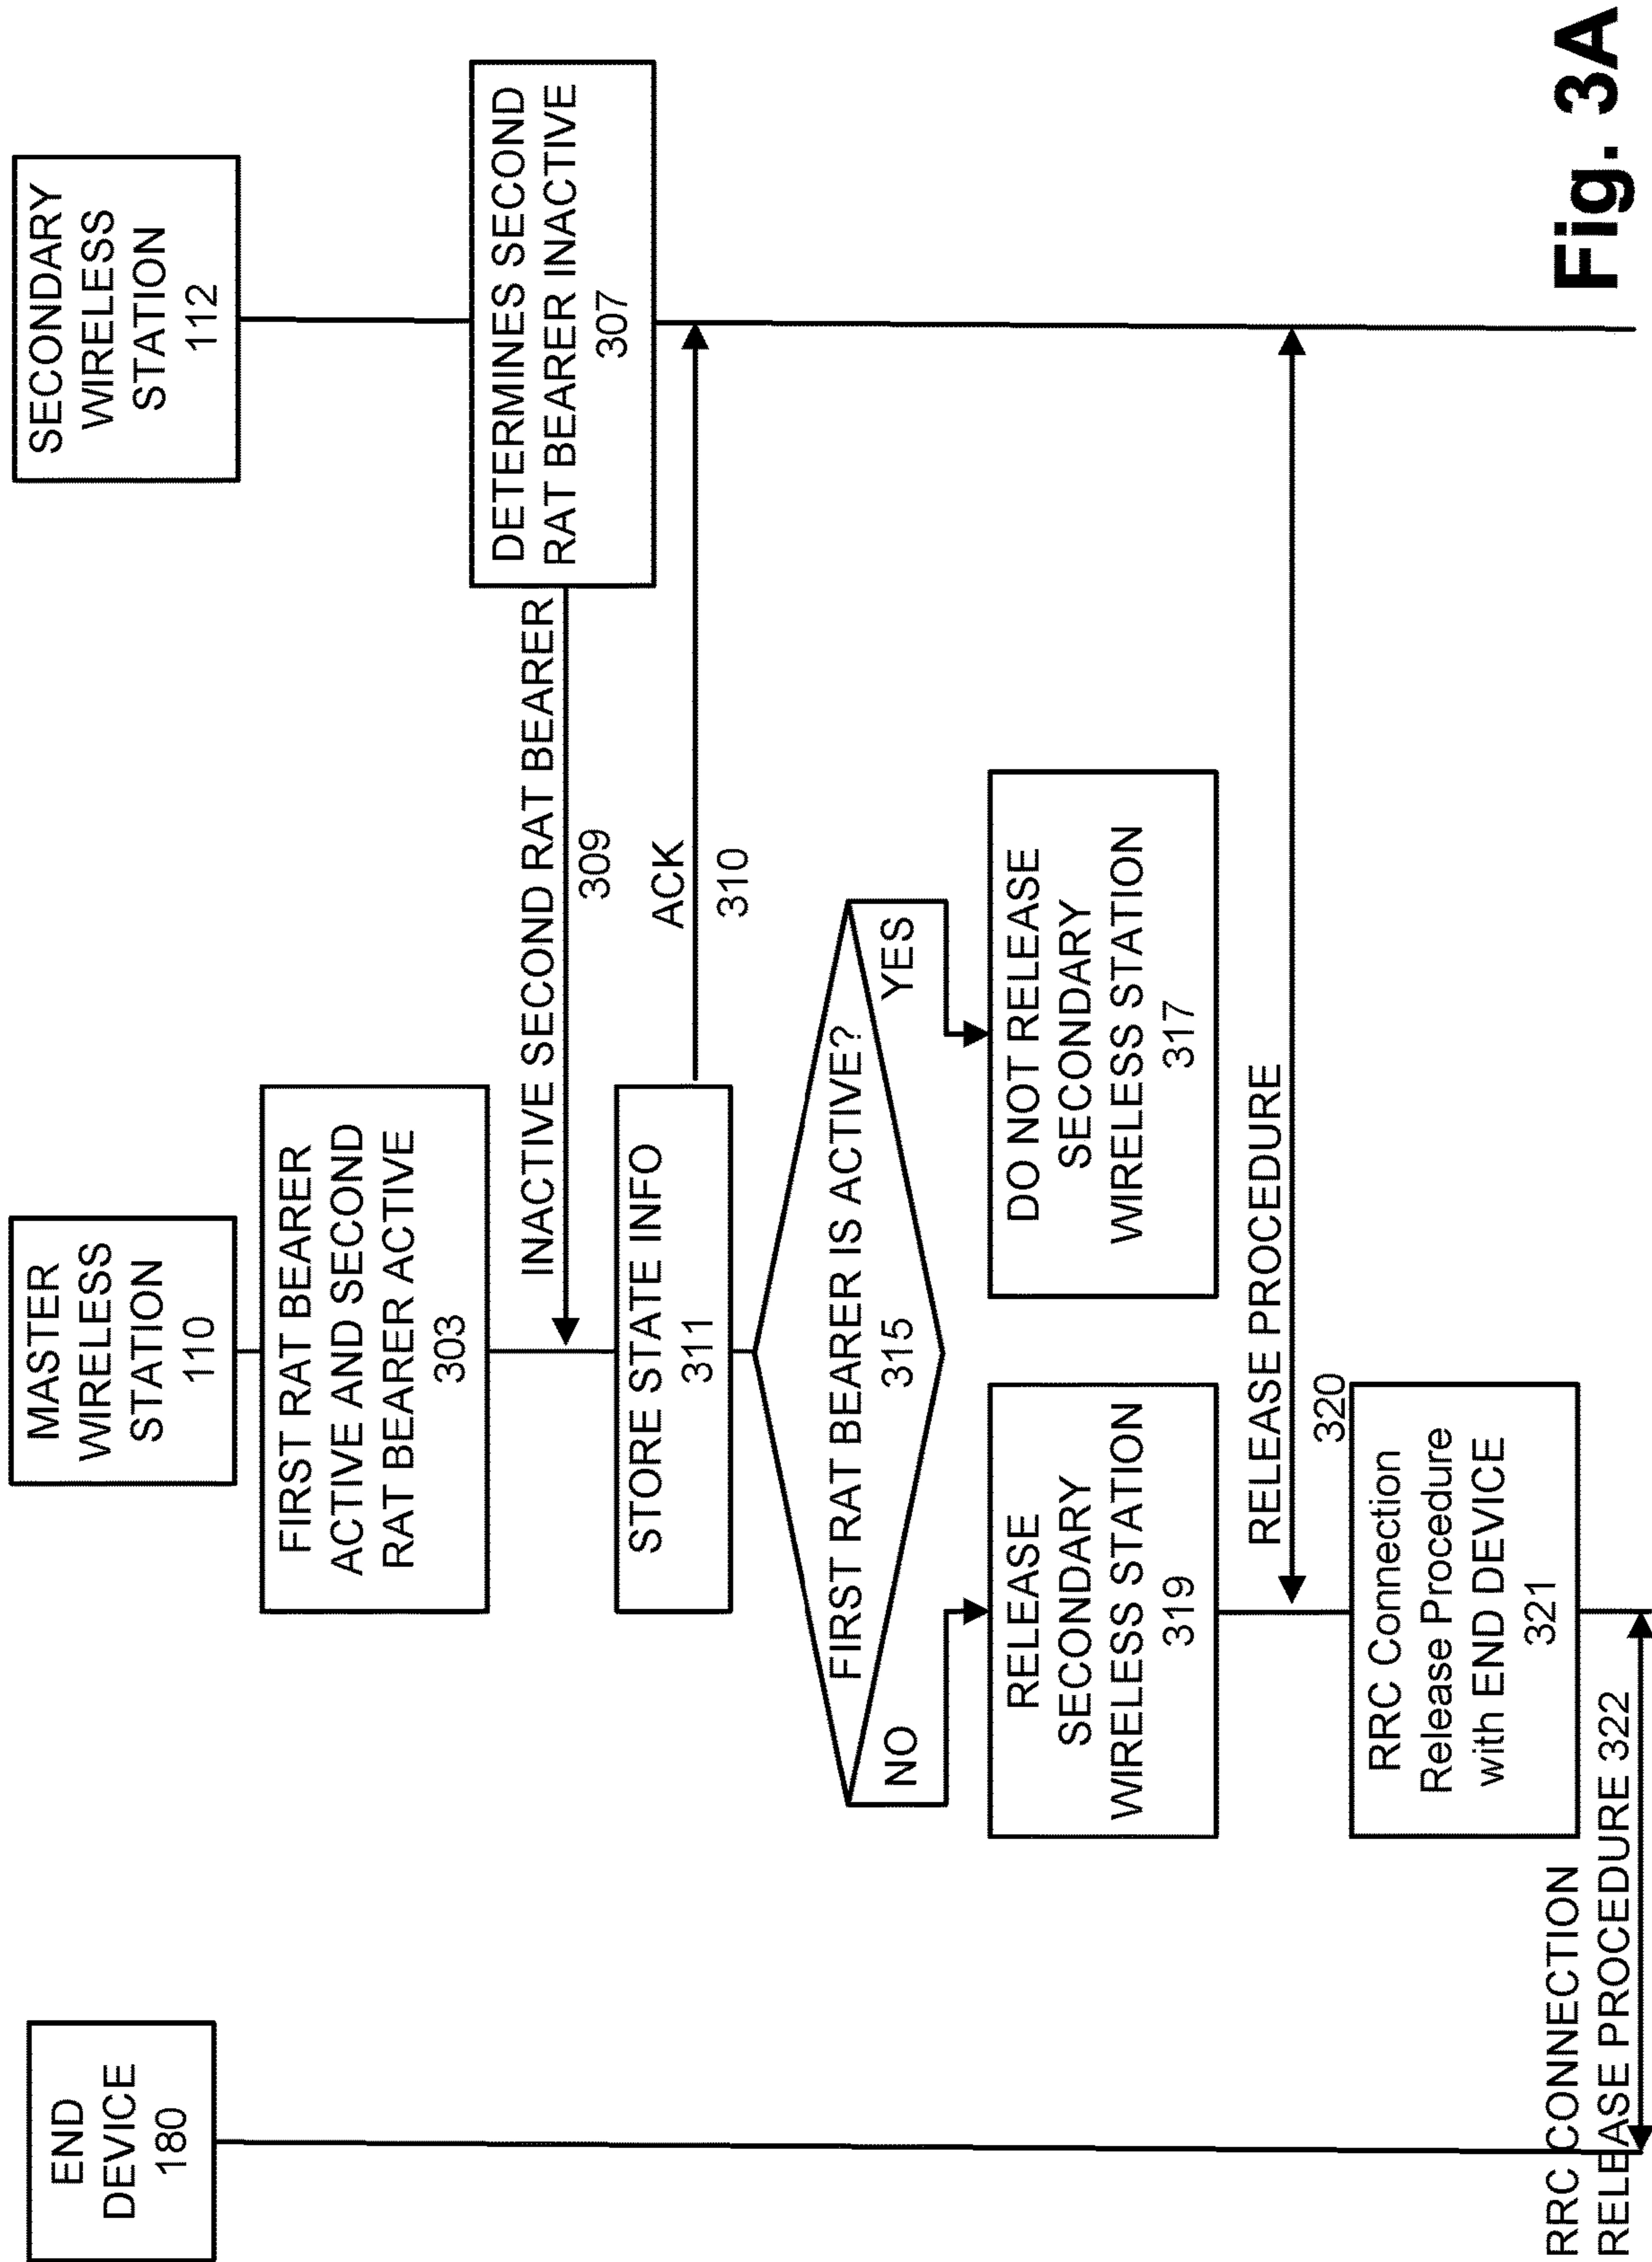 END
DEVICE
180
MASTER
WIRELESS
STATION
110
SECONDARY
WIRELESS
STATION
112
FIRST RAT BEARER
ACTIVE AND SECOND
RAT BEARER ACTIVE
303
DETERMINES SECOND
RAT BEARER INACTIVE
307
INACTIVE SECOND RAT BEARER
309
STORE STATE INFO
311
ACK
310
FIRST RAT BEARER IS ACTIVE?
315
NO
YES
RELEASE
SECONDARY
WIRELESS STATION
319
DO NOT RELEASE
SECONDARY
WIRELESS STATION
317
RELEASE PROCEDURE
320
RRC Connection
Release Procedure
with END DEVICE
321
RRC CONNECTION
RELEASE PROCEDURE 322
Fig. 3A